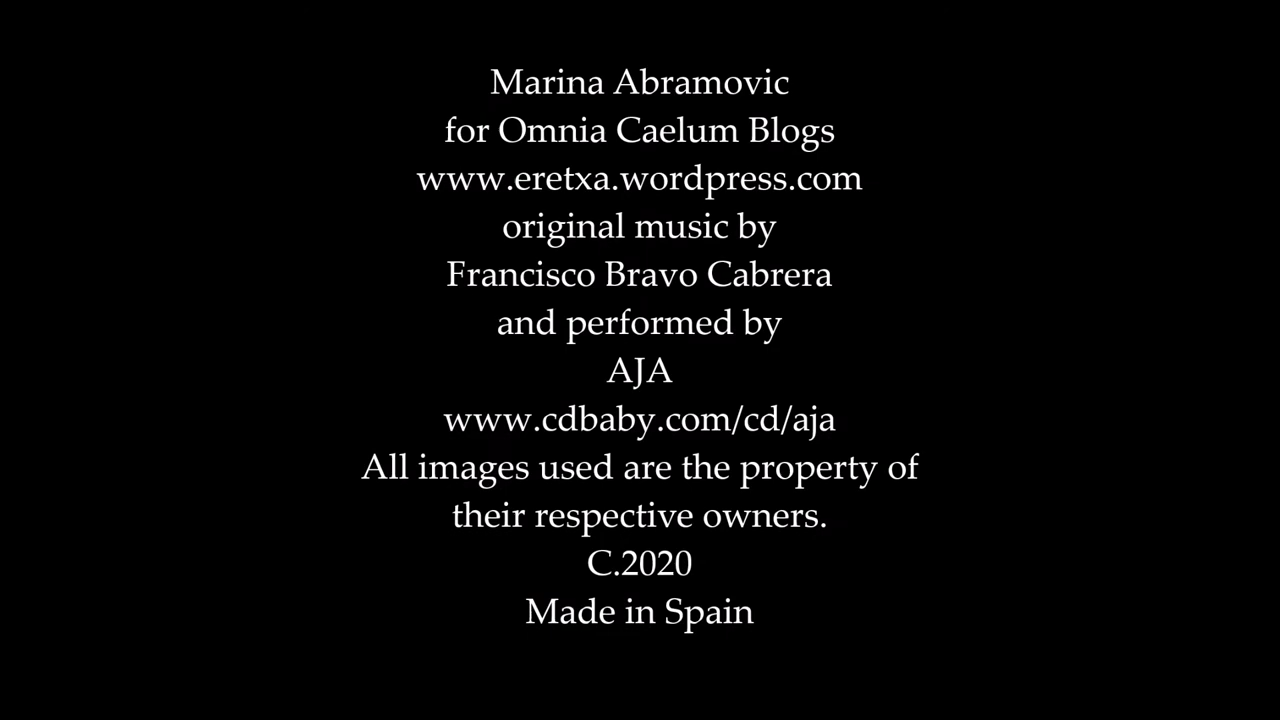 Marina Abramovic
for Omnia Caelum Blogs
www.eretxa.wordpress.com
original music by
Francisco Bravo Cabrera
and performed by
AJA
www.cdbaby.com/cd/aja
All images used are the property of
their respective owners.
C.2020
Made in Spain